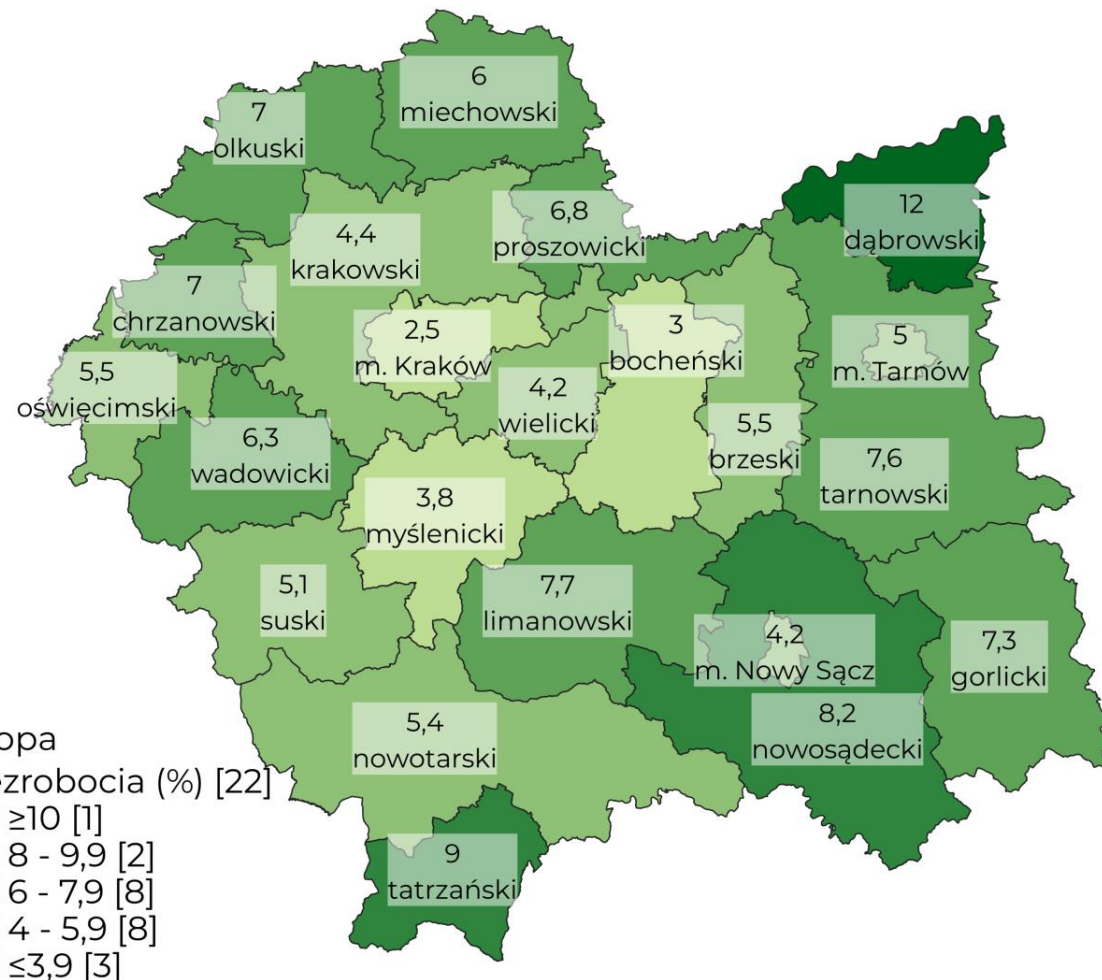 6
miechowski
7
olkuski
12
dąbrowski
6,8
proszowicki
4,4
krakowski
7
chrzanowski
2,5
m. Kraków
3
bocheński
5
m. Tarnów
5,5
oświęcimski
4,2
wielicki
5,5
brzeski
6,3
wadowicki
7,6
tarnowski
3,8
myślenicki
5,1
suski
7,7
limanowski
4,2
m. Nowy Sącz
7,3
gorlicki
8,2
nowosądecki
5,4
nowotarski
9
tatrzański
opa
ezrobocia (%) [22]
≥10 [1]
8 - 9,9 [2]
6 - 7,9 [8]
4 - 5,9 [8]
≤3,9 [3]